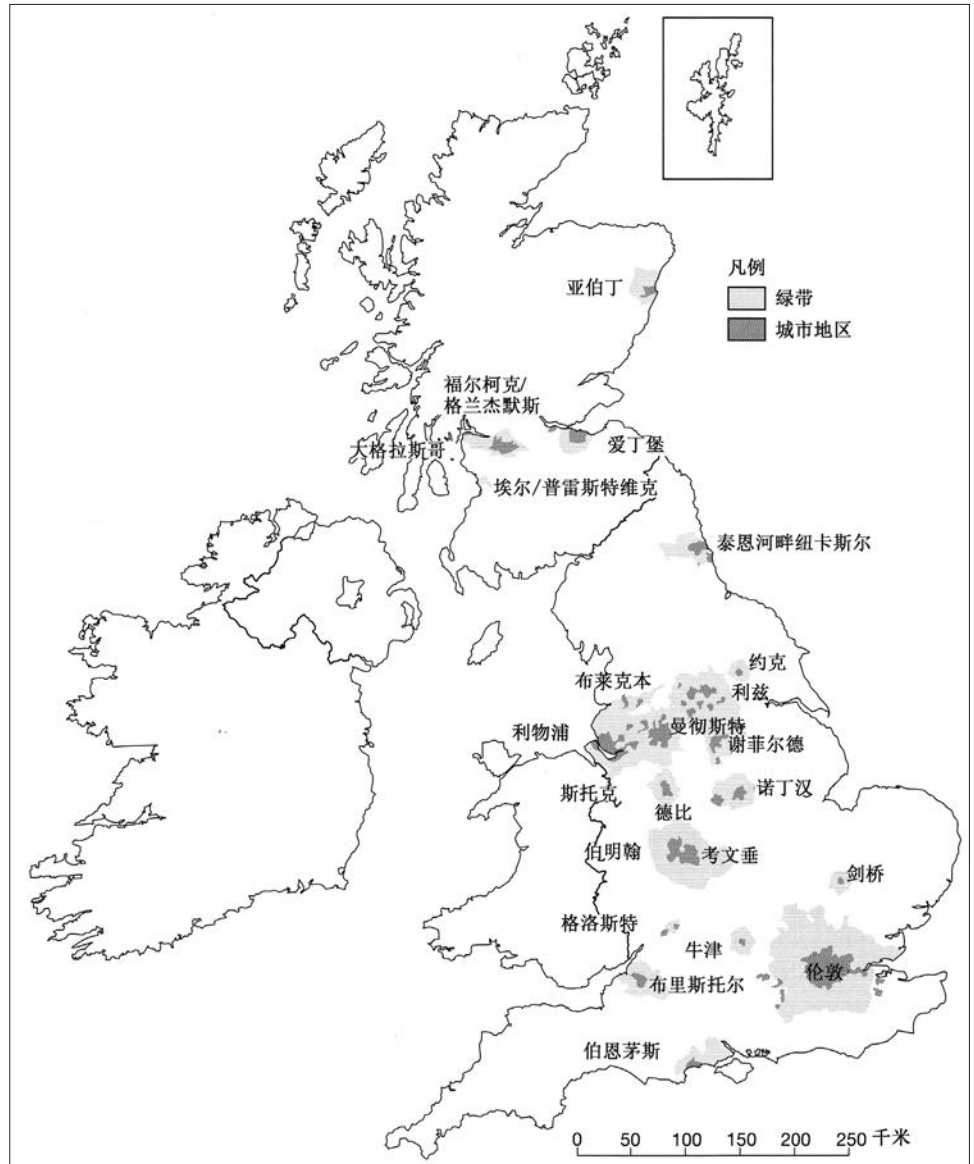 凡例
绿带
城市地区
亚伯丁
福尔柯克/
格兰杰默斯
大格拉斯哥
爱丁堡
埃尔/普雷斯特维克
泰恩河畔纽卡斯尔
约克
布莱克本
利兹
利物浦
曼彻斯特
谢菲尔德
斯托克
德比
诺丁汉
伯明翰
考文垂
剑桥
格洛斯特
牛津
伦敦
布里斯托尔
伯恩茅斯
0 50 100 150 200 250 千米